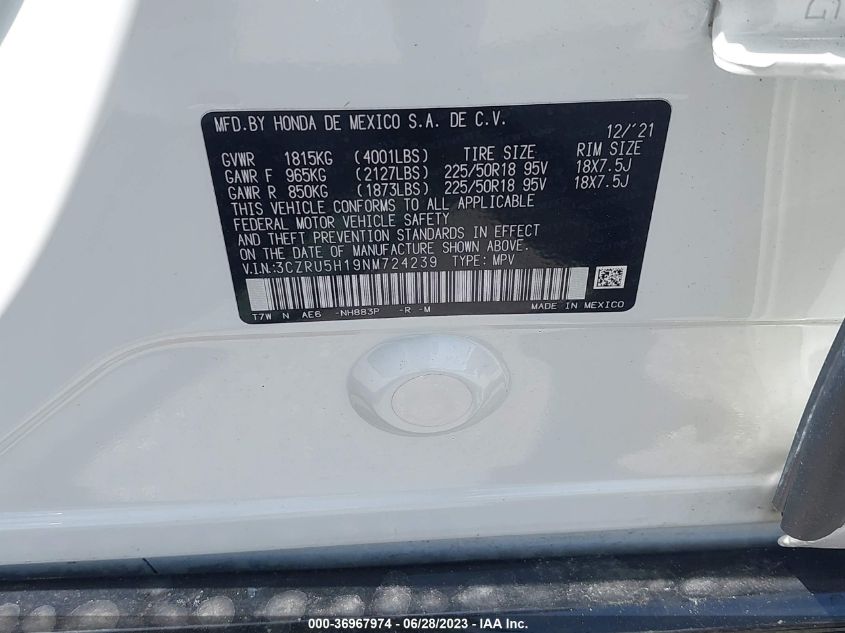 MFD.BY HONDA DE MEXICO S.A. DE C.V.
12/'21
GVWR 1815KG (4001LBS) TIRE SIZE RIM SIZE
GAWR F 965KG (2127LBS) 225/50R18 95V 18X7.5J
GAWR R 850KG (1873LBS) 225/50R18 95V 18X7.5J
THIS VEHICLE CONFORMS TO ALL APPLICABLE
FEDERAL MOTOR VEHICLE SAFETY
AND THEFT PREVENTION STANDARDS IN EFFECT
ON THE DATE OF MANUFACTURE SHOWN ABOVE.
V.I.N.:3CZRU5H19NM724239 TYPE: MPV
T7W N AE6 -NH883P -R -M MADE IN MEXICO
000-36967974 / 06/28/2023 - IAAI.com